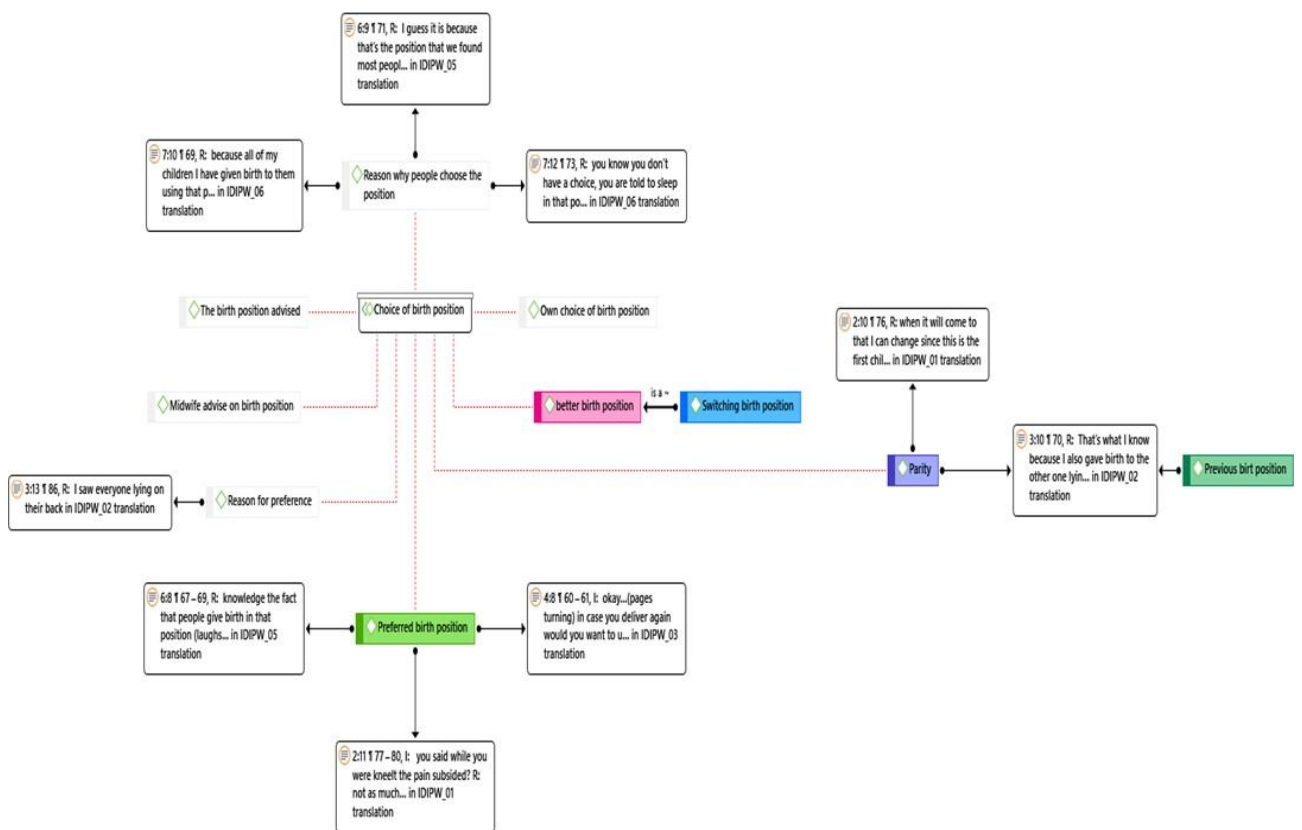 6:9 ¶ 71, R:  I guess it is because
that's the position that we found
most peopl... in IDIPW_05
translation
7:10 ¶ 69, R:  because all of my
children I have given birth to them
using that p... in IDIPW_06
translation
Reason why people choose the
position
7:12 ¶ 73, R:  you know you don't
have a choice, you are told to sleep
in that po... in IDIPW_06 translation
The birth position advised
Choice of birth position
Own choice of birth position
2:10 ¶ 76, R: when it will come to
that I can change since this is the
first chil... in IDIPW_01
translation
Midwife advise on birth position
better birth position
is a ~
Switching birth position
Parity
3:10 ¶ 70, R:  That's what I know
because I also gave birth to the
other one lyin... in IDIPW_02
translation
Previous birt position
3:13 ¶ 86, R:  I saw everyone lying on
their back in IDIPW_02 translation
Reason for preference
6:8 ¶ 67 – 69, R:  knowledge the fact
that people give birth in that
position (laughs... in IDIPW_05
translation
Preferred birth position
4:8 ¶ 60 – 61, I:  okay...(pages
turning) in case you deliver again
would you want to u... in IDIPW_03
translation
2:11 ¶ 77 – 80, I:   you said while you
were kneelt the pain subsided? R:
not as much... in IDIPW_01
translation